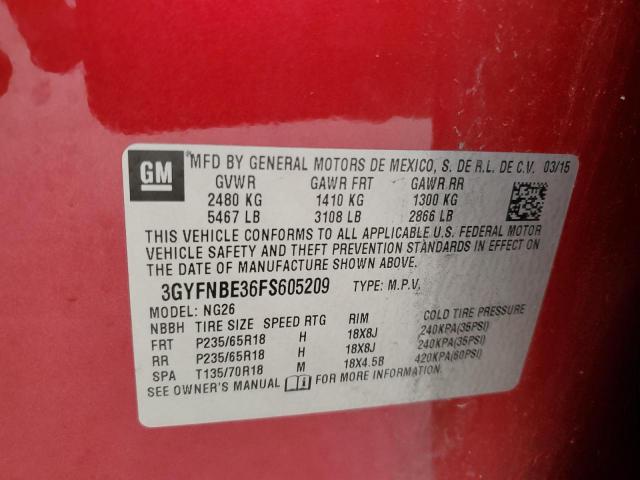 GM MFD BY GENERAL MOTORS DE MEXICO, S. DE R.L. DE C.V. 03/15
GVWR GAWR FRT GAWR RR
2480 KG 1410 KG 1300 KG
5467 LB 3108 LB 2866 LB
THIS VEHICLE CONFORMS TO ALL APPLICABLE U.S. FEDERAL MOTOR
VEHICLE SAFETY AND THEFT PREVENTION STANDARDS IN EFFECT ON
THE DATE OF MANUFACTURE SHOWN ABOVE.
3GYFNBE36FS605209 TYPE: M.P.V.
MODEL: NG26
NBBH TIRE SIZE SPEED RTG RIM COLD TIRE PRESSURE
FRT P235/65R18 H 18X8J 240KPA(35PSI)
RR P235/65R18 H 18X8J 240KPA(35PSI)
SPA T135/70R18 M 18X4.5B 420KPA(60PSI)
SEE OWNER'S MANUAL FOR MORE INFORMATION.